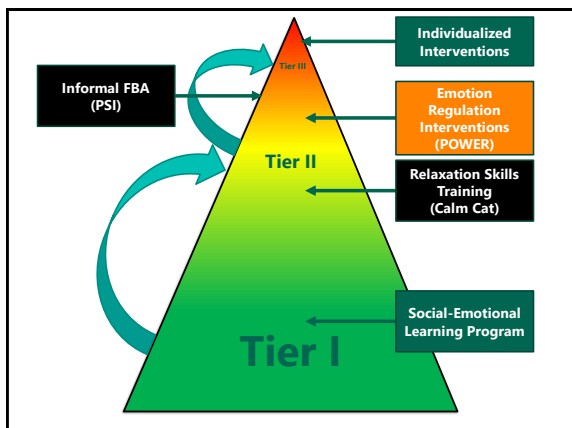 Individualized
Interventions
Tier III
Informal FBA
(PSI)
Emotion
Regulation
Interventions
(POWER)
Tier II
Relaxation Skills
Training
(Calm Cat)
Social-Emotional
Learning Program
Tier I